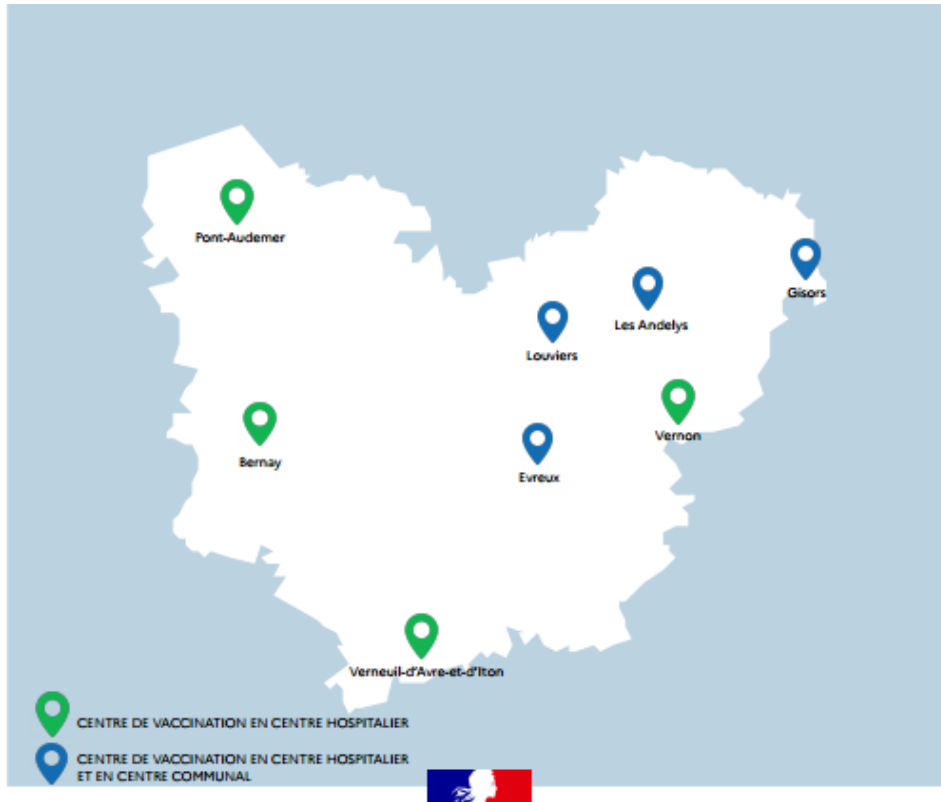 Pont-Audemer
Gisors
Les Andelys
Louviers
Vernon
Bernay
Evreux
Verneuil-d'Avre-et-d'Iton
CENTRE DE VACCINATION EN CENTRE HOSPITALIER
CENTRE DE VACCINATION EN CENTRE HOSPITALIER
ET EN CENTRE COMMUNAL